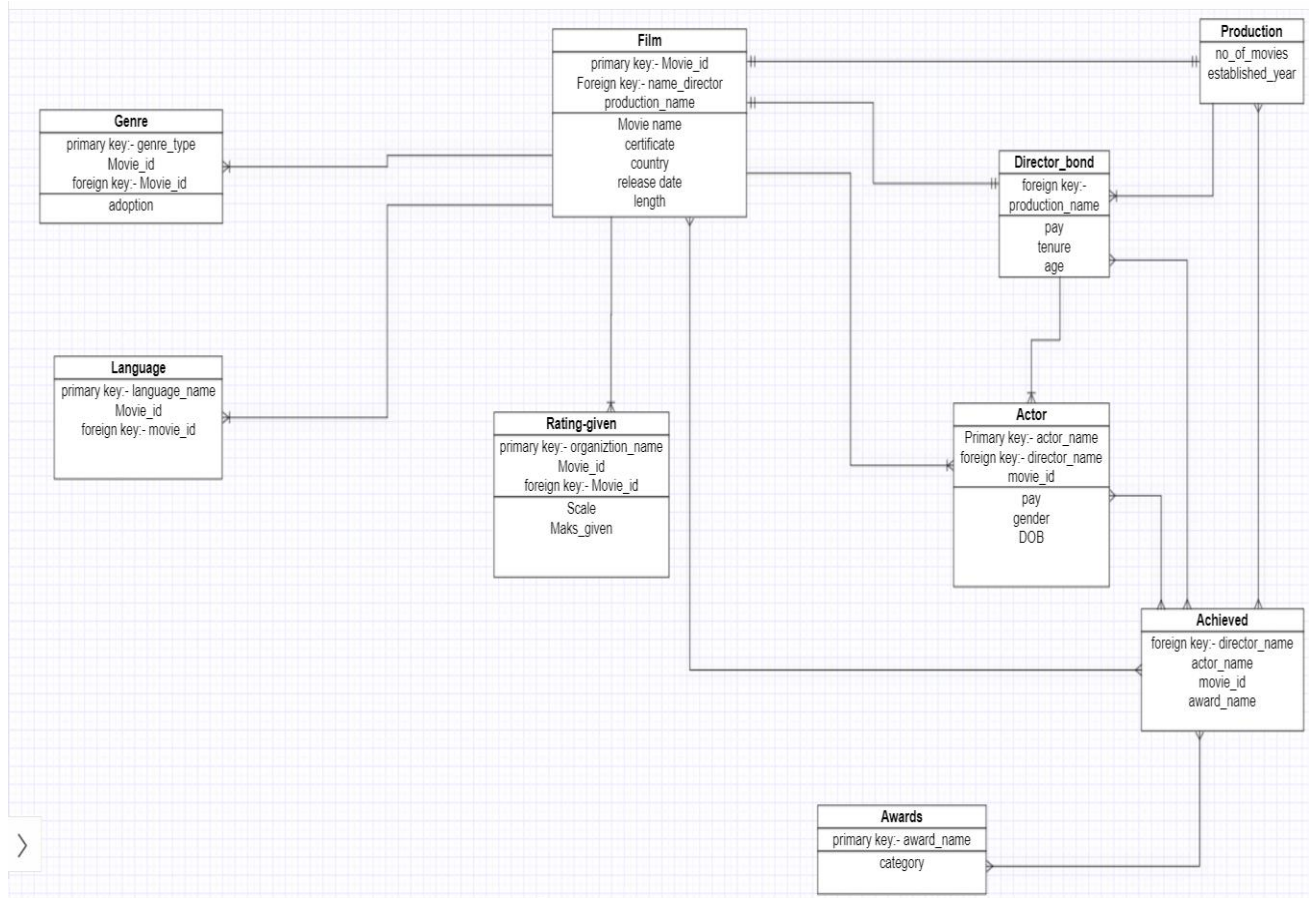 Film
primary key:- Movie_id
Foreign key:- name_director
production_name
Movie name
certificate
country
release date
length
Production
no_of_movies
established_year
Genre
primary key:- genre_type
Movie_id
foreign key:- Movie_id
adoption
Director_bond
foreign key:-
production_name
pay
tenure
age
Language
primary key:- language_name
Movie_id
foreign key:- movie_id
Rating-given
primary key:- organiztion_name
Movie_id
foreign key:- Movie_id
Scale
Maks_given
Actor
Primary key:- actor_name
foreign key:- director_name
movie_id
pay
gender
DOB
Achieved
foreign key:- director_name
actor_name
movie_id
award_name
Awards
primary key:- award_name
category